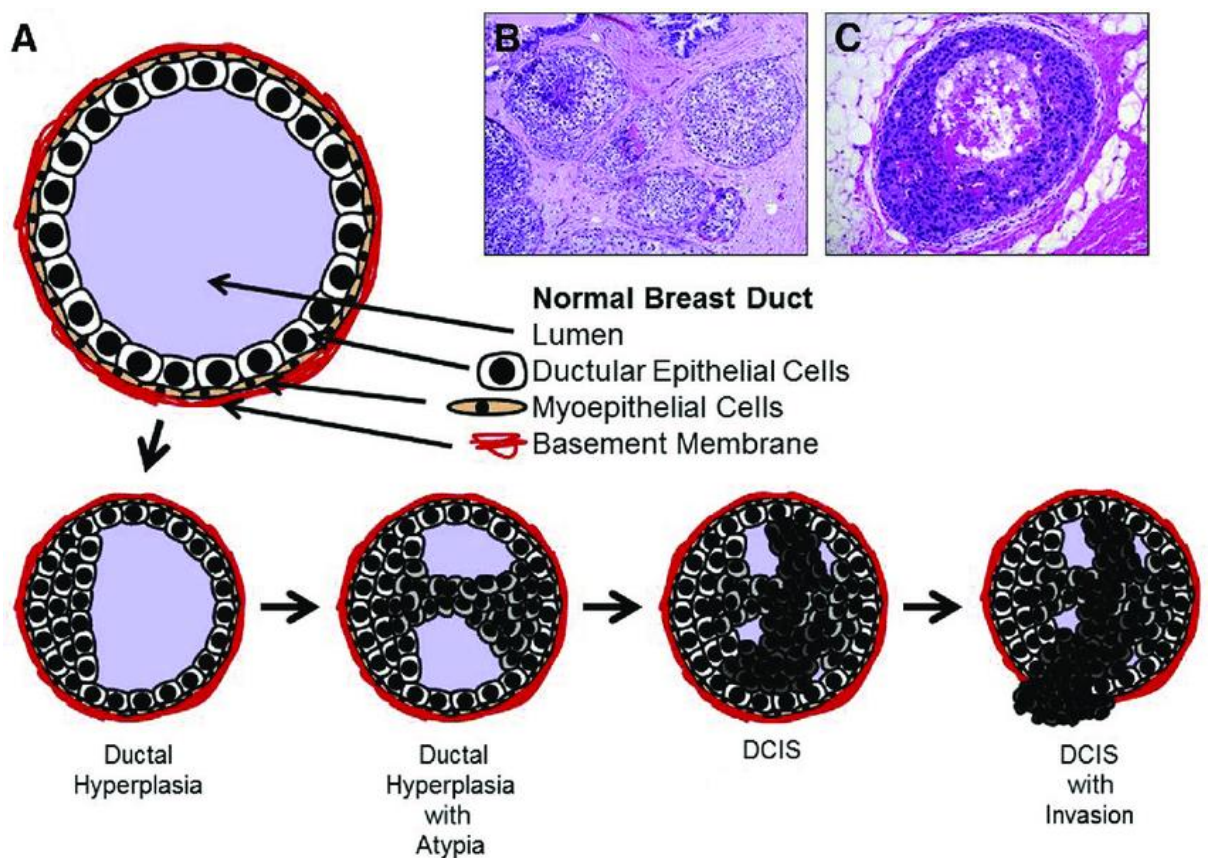 A
B
C
Normal Breast Duct
Lumen
Ductular Epithelial Cells
Myoepithelial Cells
Basement Membrane
Ductal
Hyperplasia
Ductal
Hyperplasia
with
Atypia
DCIS
DCIS
with
Invasion